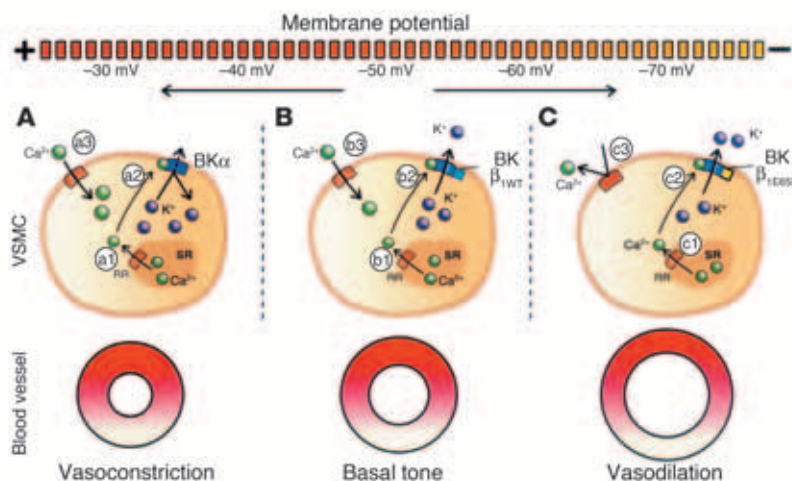 Membrane potential
+ −
−30 mV −40 mV −50 mV −60 mV −70 mV
A B C
Ca²⁺ a3 a2 BKα
K⁺
a1 RR SR Ca²⁺
Ca²⁺ b3 b2 K⁺ BK
β1WT
K⁺
b1 RR SR Ca²⁺
c3 K⁺
Ca²⁺ c2 BK
β1E65
K⁺
Ca²⁺ c1 RR SR
VSMC
Blood vessel
Vasoconstriction Basal tone Vasodilation